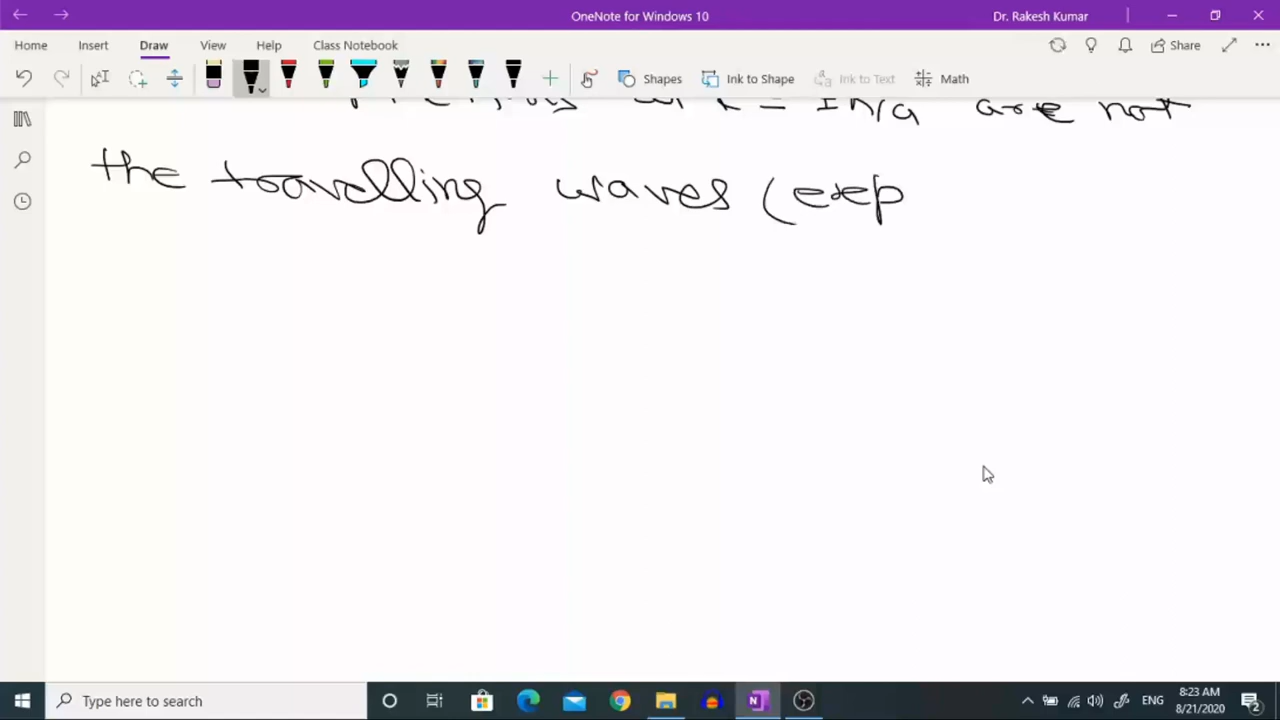 OneNote for Windows 10
Dr. Rakesh Kumar
Home Insert Draw View Help Class Notebook Share
Shapes Ink to Shape Ink to Text Math
are not
the travelling waves (exp
Type here to search
ENG
8:23 AM
8/21/2020
2